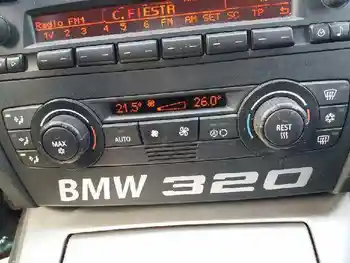 C.FIESTA
Radio FM1
1V 2 3 4 5 6 FM AM SET SC TP
21.5° 26.0°
MAX AUTO REST
BMW 320